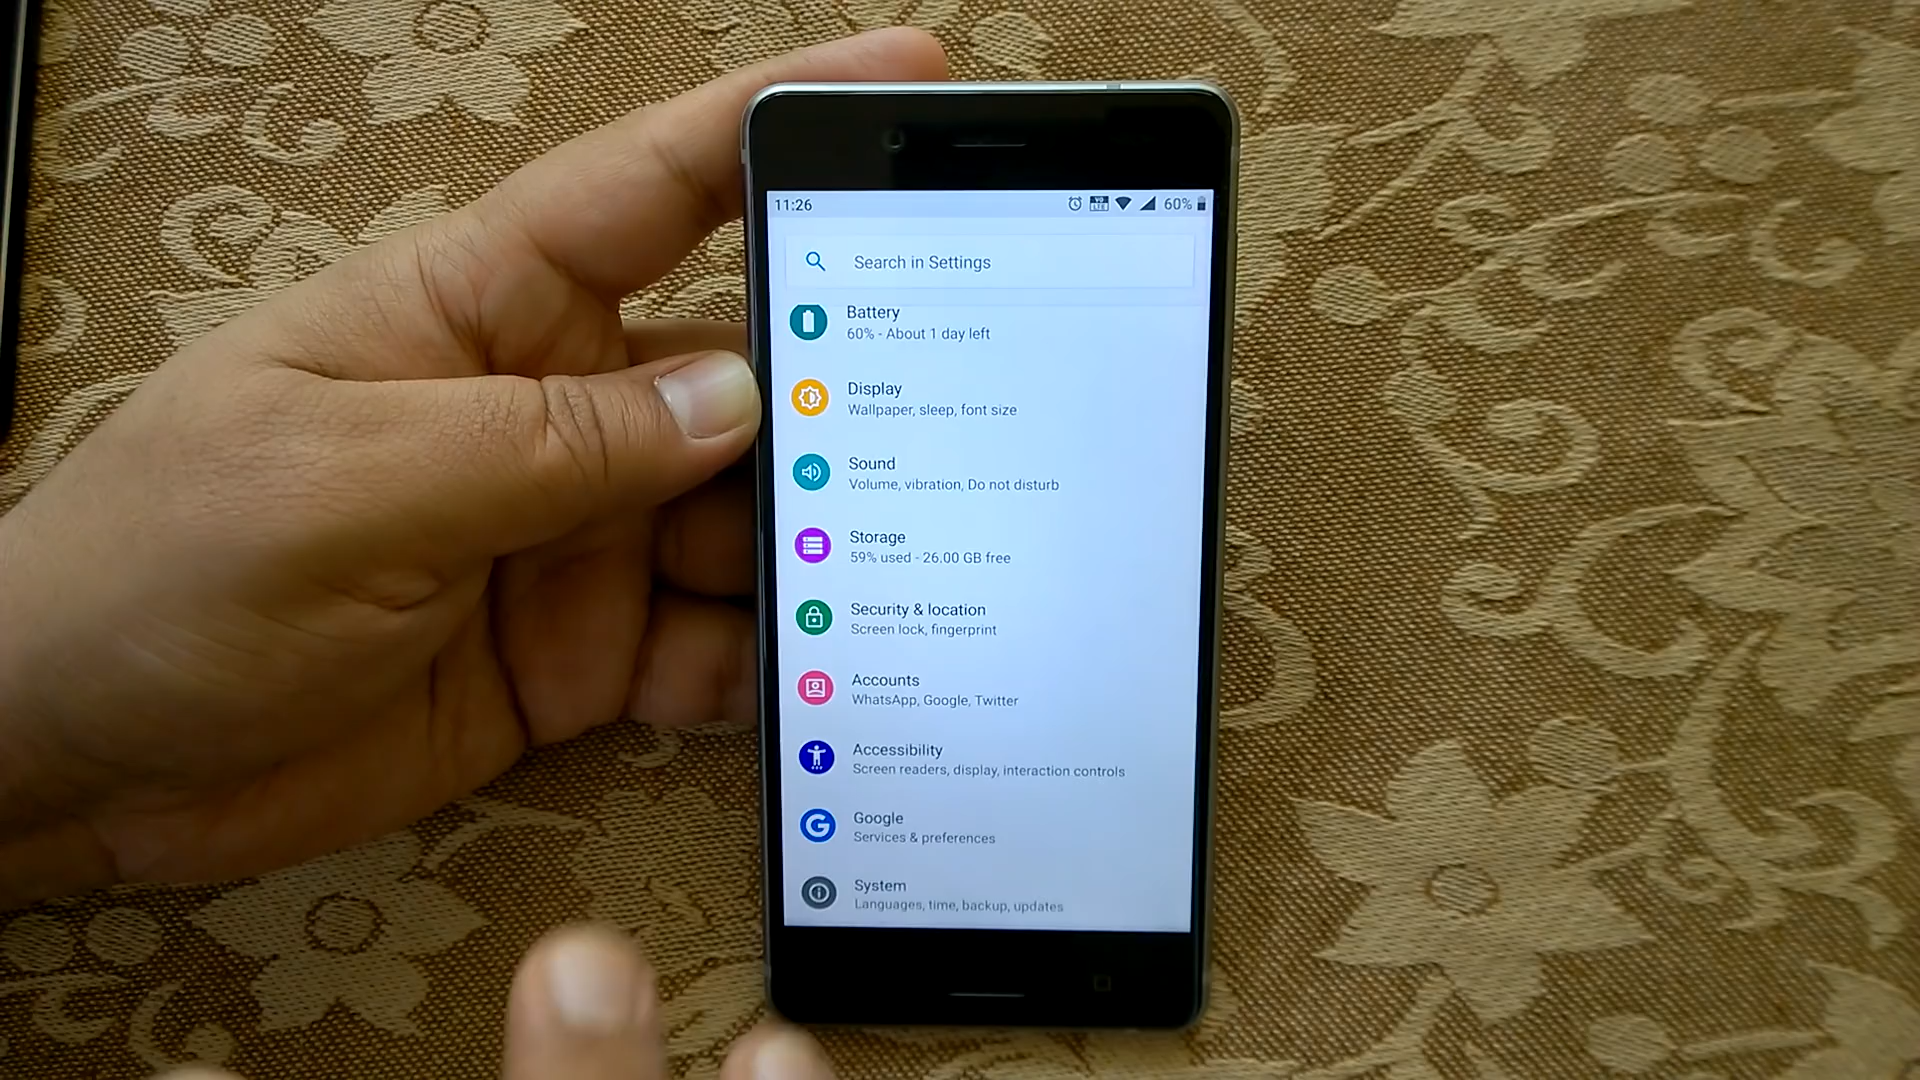 11:26
VO
LTE
60%
Search in Settings
Battery
60% - About 1 day left
Display
Wallpaper, sleep, font size
Sound
Volume, vibration, Do not disturb
Storage
59% used - 26.00 GB free
Security & location
Screen lock, fingerprint
Accounts
WhatsApp, Google, Twitter
Accessibility
Screen readers, display, interaction controls
G
Google
Services & preferences
System
Languages, time, backup, updates